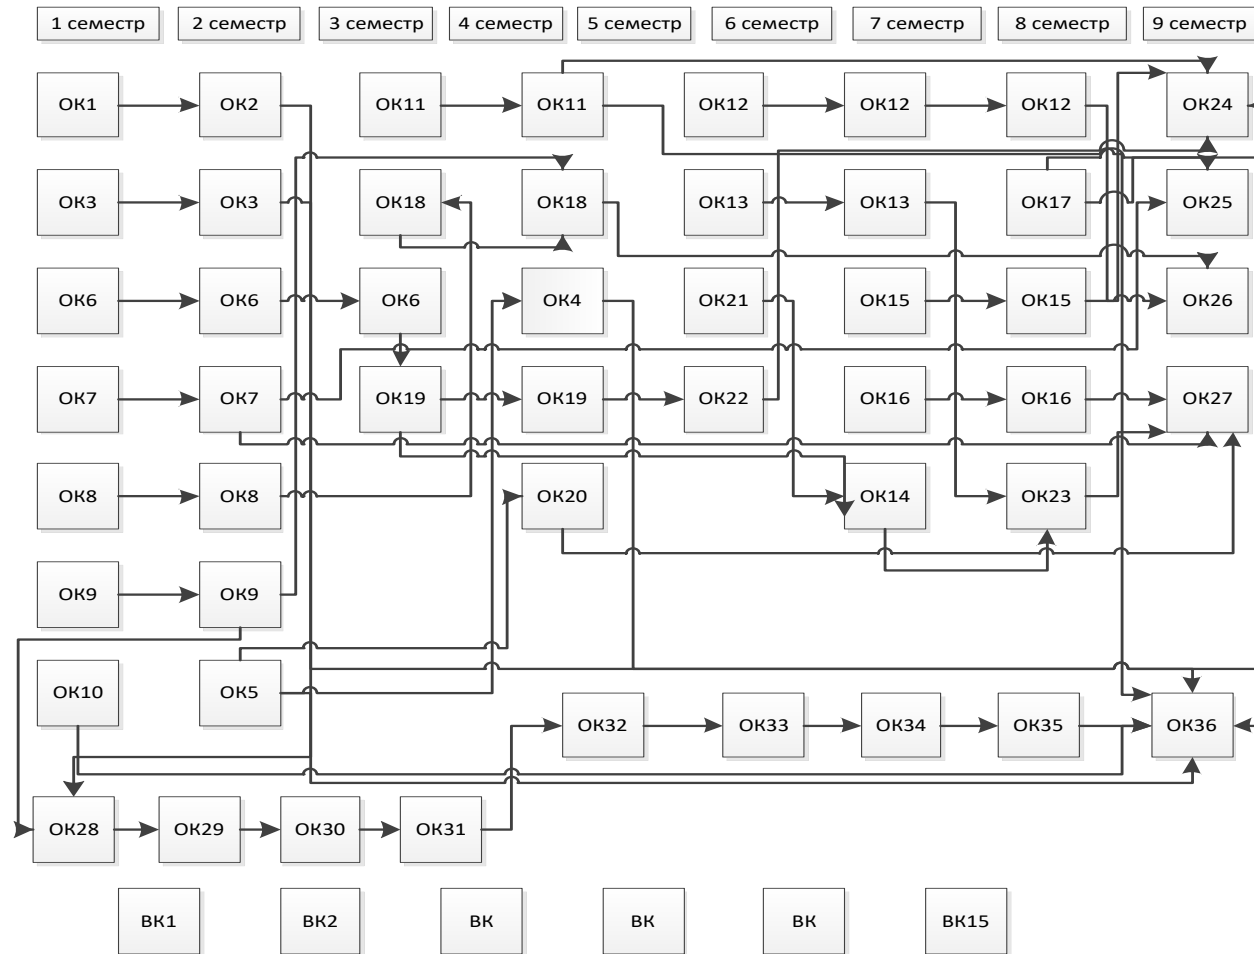 1 семестр 2 семестр 3 семестр 4 семестр 5 семестр 6 семестр 7 семестр 8 семестр 9 семестр
ОК1 ОК2 ОК11 ОК11 ОК12 ОК12 ОК12 ОК24
ОК3 ОК3 ОК18 ОК18 ОК13 ОК13 ОК17 ОК25
ОК6 ОК6 ОК6 ОК4 ОК21 ОК15 ОК15 ОК26
ОК7 ОК7 ОК19 ОК19 ОК22 ОК16 ОК16 ОК27
ОК8 ОК8 ОК20 ОК14 ОК23
ОК9 ОК9
ОК10 ОК5
ОК32 ОК33 ОК34 ОК35 ОК36
ОК28 ОК29 ОК30 ОК31
ВК1 ВК2 ВК ВК ВК ВК15